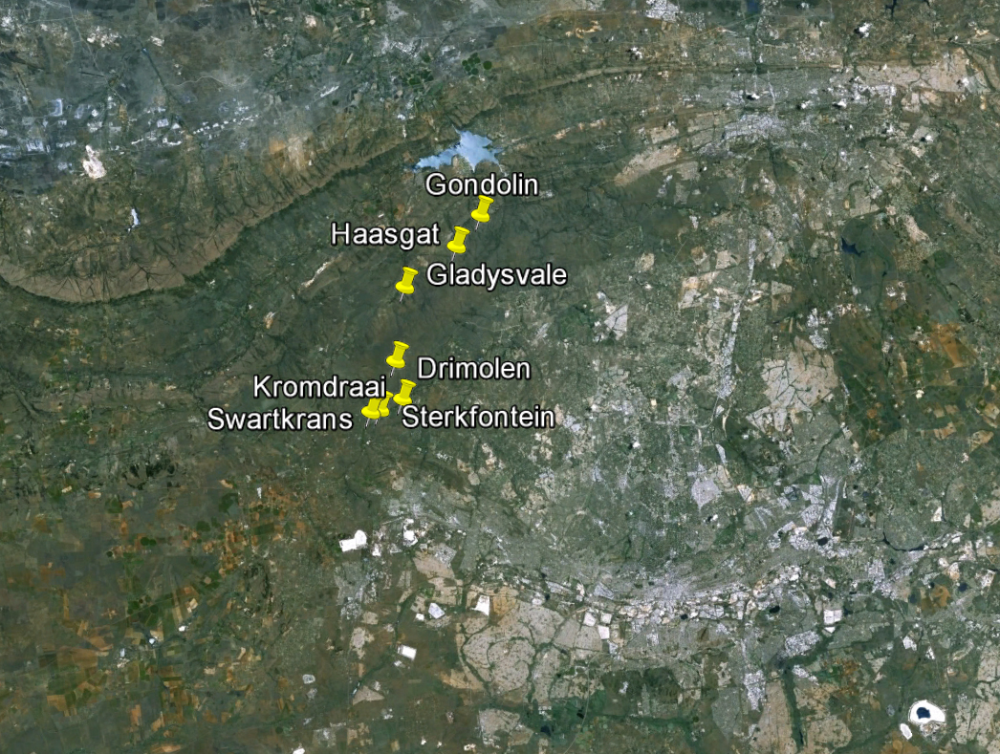 Gondolin
Haasgat
Gladysvale
Drimolen
Kromdraai
Swartkrans
Sterkfontein